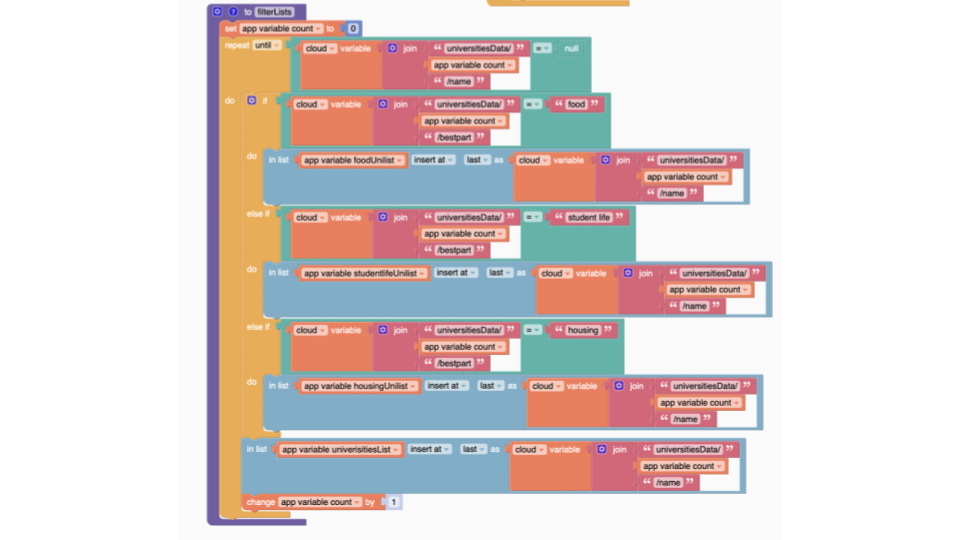 to filterLists
set app variable count to 0
repeat until cloud variable join “ universitiesData/ ” = null
app variable count
“ /name ”
do if cloud variable join “ universitiesData/ ” = “ food ”
app variable count
“ /bestpart ”
do in list app variable foodUnilist insert at last as cloud variable join “ universitiesData/ ”
app variable count
“ /name ”
else if cloud variable join “ universitiesData/ ” = “ student life ”
app variable count
“ /bestpart ”
do in list app variable studentlifeUnilist insert at last as cloud variable join “ universitiesData/ ”
app variable count
“ /name ”
else if cloud variable join “ universitiesData/ ” = “ housing ”
app variable count
“ /bestpart ”
do in list app variable housingUnilist insert at last as cloud variable join “ universitiesData/ ”
app variable count
“ /name ”
in list app variable univerisitiesList insert at last as cloud variable join “ universitiesData/ ”
app variable count
“ /name ”
change app variable count by 1